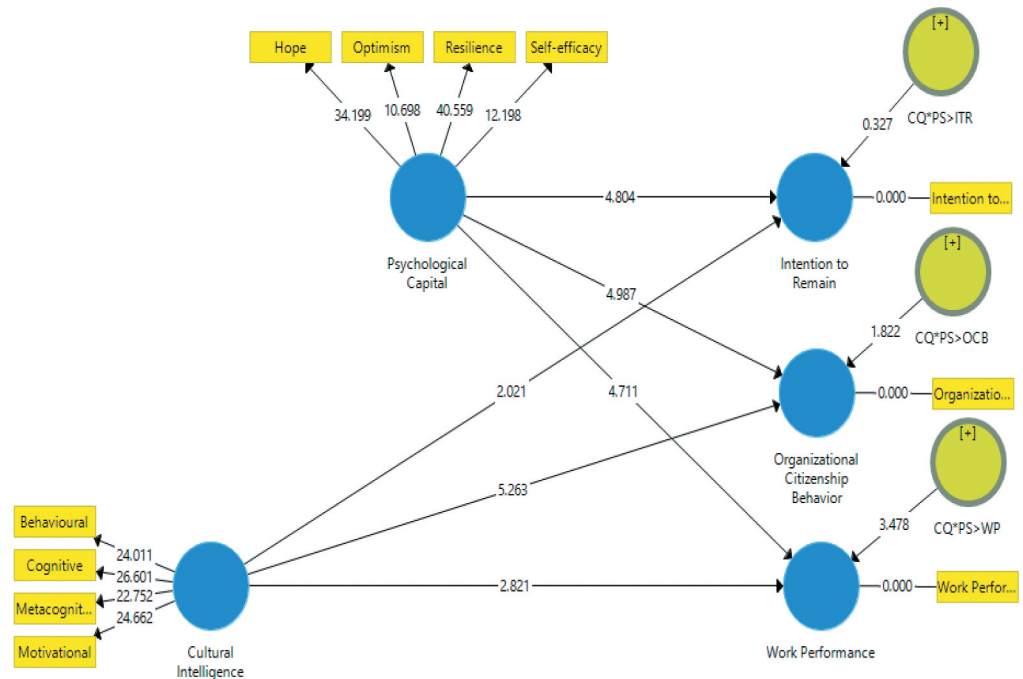 Hope
Optimism
Resilience
Self-efficacy
[+]
34.199
10.698
40.559
12.198
0.327
CQ*PS>ITR
4.804
0.000
Intention to...
Psychological
Capital
Intention to
Remain
[+]
4.987
1.822
CQ*PS>OCB
2.021
4.711
0.000
Organizatio...
[+]
Organizational
Citizenship
Behavior
5.263
Behavioural
24.011
Cognitive
26.601
Metacognit...
22.752
Motivational
24.662
3.478
CQ*PS>WP
2.821
0.000
Work Perfor...
Cultural
Intelligence
Work Performance